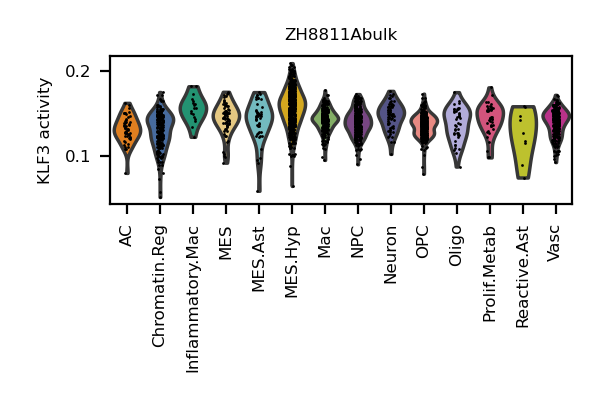 ZH8811Abulk
KLF3 activity
0.2
0.1
AC
Chromatin.Reg
Inflammatory.Mac
MES
MES.Ast
MES.Hyp
Mac
NPC
Neuron
OPC
Oligo
Prolif.Metab
Reactive.Ast
Vasc